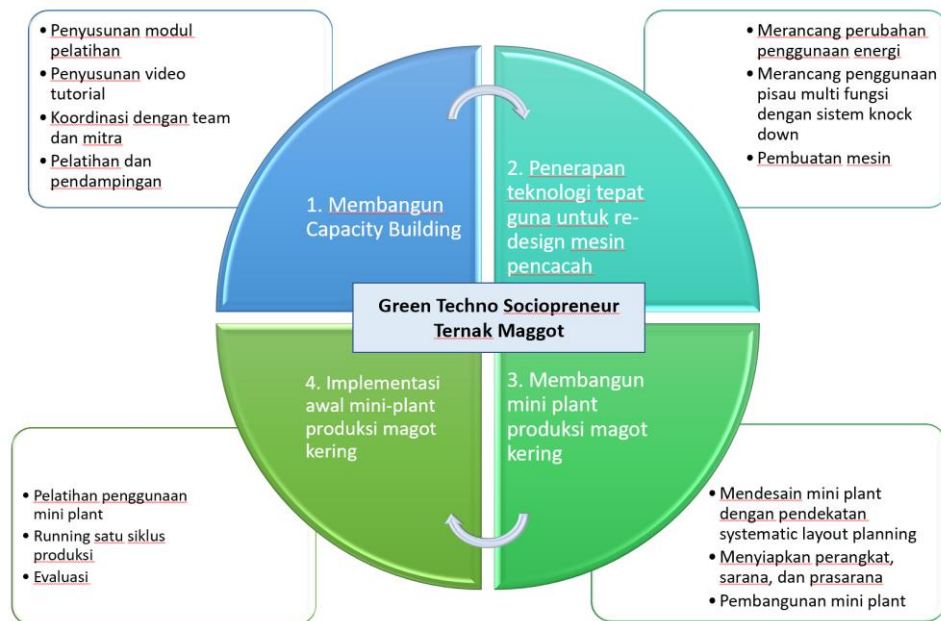 • Penyusunan modul
pelatihan
• Penyusunan video
tutorial
• Koordinasi dengan team
dan mitra
• Pelatihan dan
pendampingan
1. Membangun
Capacity Building
• Merancang perubahan
penggunaan energi
• Merancang penggunaan
pisau multi fungsi
dengan sistem knock
down
• Pembuatan mesin
2. Penerapan
teknologi tepat
guna untuk re-
design mesin
pencacah
Green Techno Sociopreneur
Ternak Maggot
3. Membangun
mini plant
produksi magot
kering
• Mendesain mini plant
dengan pendekatan
systematic layout planning
• Menyiapkan perangkat,
sarana, dan prasarana
• Pembangunan mini plant
4. Implementasi
awal mini-plant
produksi magot
kering
• Pelatihan penggunaan
mini plant
• Running satu siklus
produksi
• Evaluasi